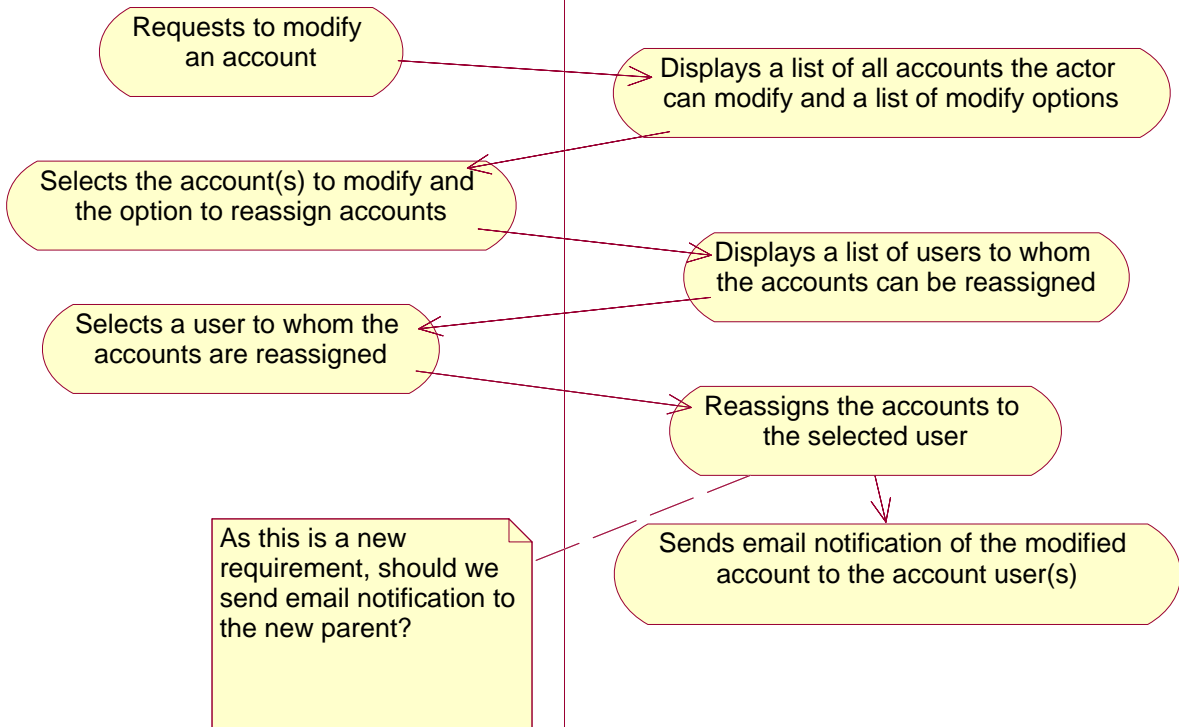 Requests to modify
an account
Displays a list of all accounts the actor
can modify and a list of modify options
Selects the account(s) to modify and
the option to reassign accounts
Displays a list of users to whom
the accounts can be reassigned
Selects a user to whom the
accounts are reassigned
Reassigns the accounts to
the selected user
As this is a new
requirement, should we
send email notification to
the new parent?
Sends email notification of the modified
account to the account user(s)